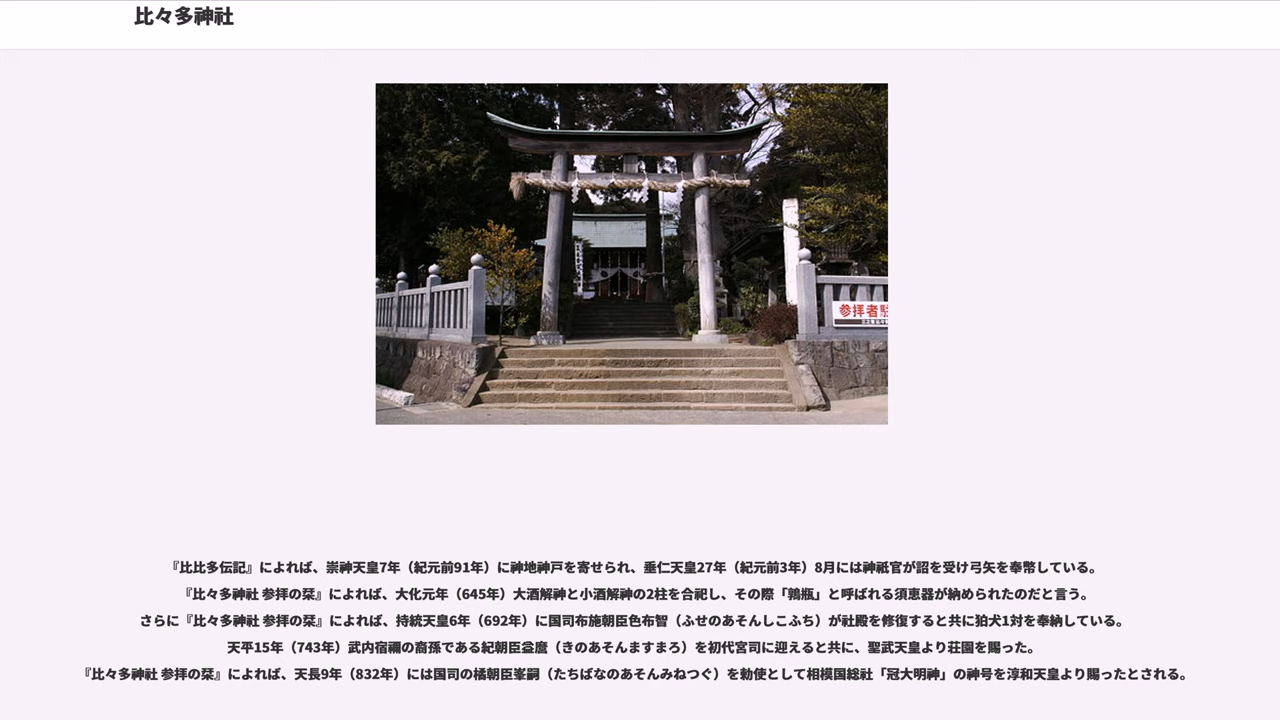 比々多神社
参拝者駐
『比比多伝記』によれば、崇神天皇7年（紀元前91年）に神地神戸を寄せられ、垂仁天皇27年（紀元前3年）8月には神祇官が詔を受け弓矢を奉幣している。
『比々多神社 参拝の栞』によれば、大化元年（645年）大酒解神と小酒解神の2柱を合祀し、その際「鶉瓶」と呼ばれる須恵器が納められたのだと言う。
さらに『比々多神社 参拝の栞』によれば、持統天皇6年（692年）に国司布施朝臣色布智（ふせのあそんしこふち）が社殿を修復すると共に狛犬1対を奉納している。
天平15年（743年）武内宿禰の裔孫である紀朝臣益麿（きのあそんますまろ）を初代宮司に迎えると共に、聖武天皇より荘園を賜った。
『比々多神社 参拝の栞』によれば、天長9年（832年）には国司の橘朝臣峯嗣（たちばなのあそんみねつぐ）を勅使として相模国総社「冠大明神」の神号を淳和天皇より賜ったとされる。